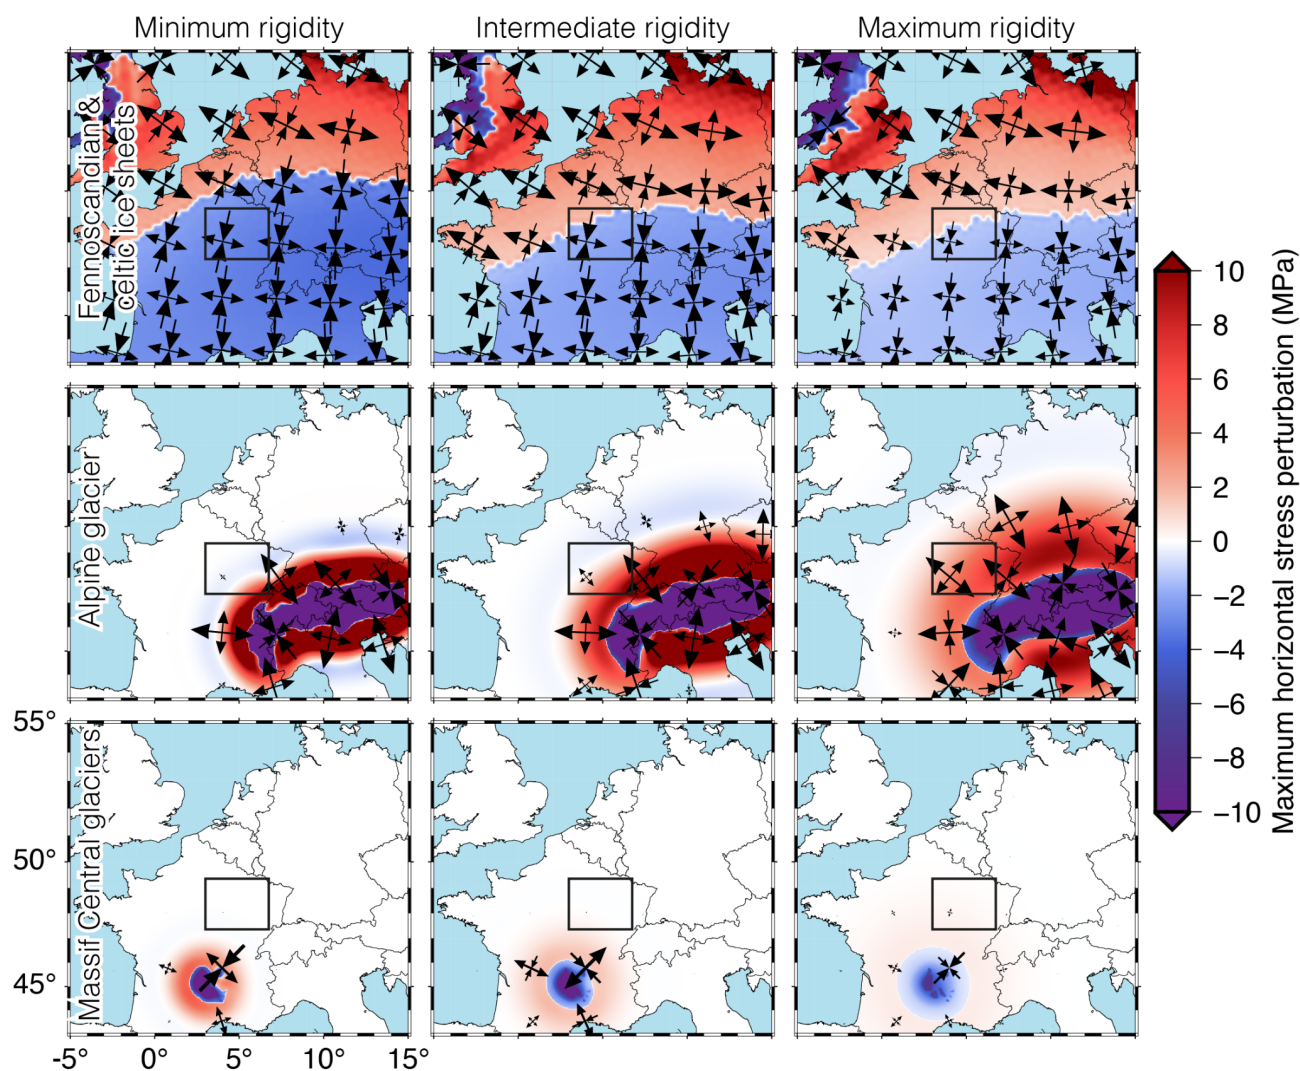 Minimum rigidity
Intermediate rigidity
Maximum rigidity
Fennoscandian &
celtic ice sheets
Alpine glacier
Massif Central glaciers
55°
50°
45°
-5°
0°
5°
10°
15°
10
8
6
4
2
0
−2
−4
−6
−8
−10
Maximum horizontal stress perturbation (MPa)